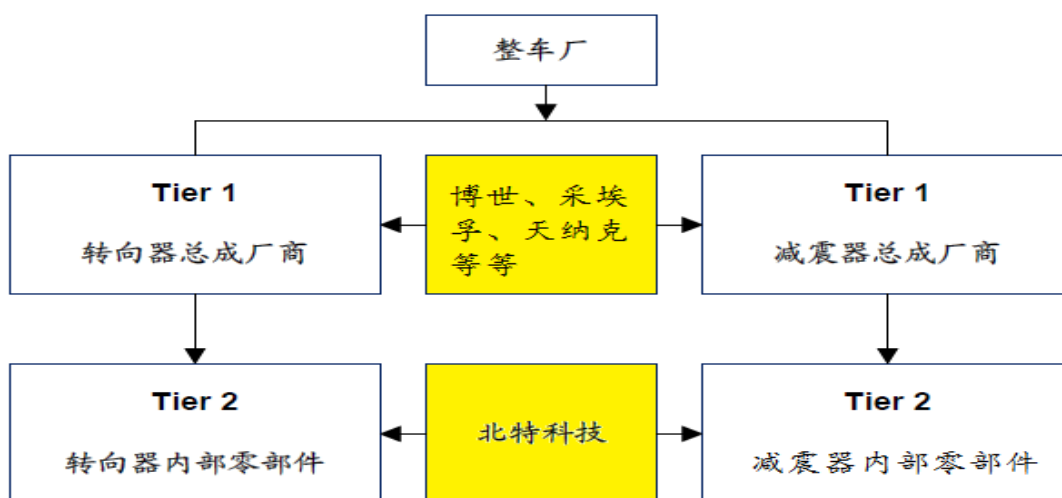 整车厂
Tier 1
转向器总成厂商
博世、采埃
孚、天纳克
等等
Tier 1
减震器总成厂商
Tier 2
转向器内部零部件
北特科技
Tier 2
减震器内部零部件